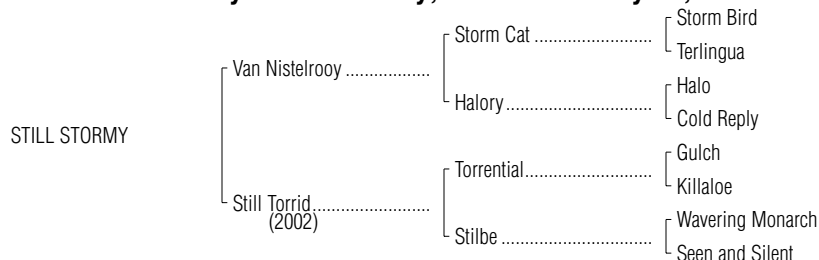 Storm Bird
Storm Cat ......................
Terlingua
Van Nistelrooy ..................
Halo
Halory............................
Cold Reply
STILL STORMY
Gulch
Torrential.......................
Killaloe
Still Torrid......................
(2002)
Wavering Monarch
Stilbe ............................
Seen and Silent